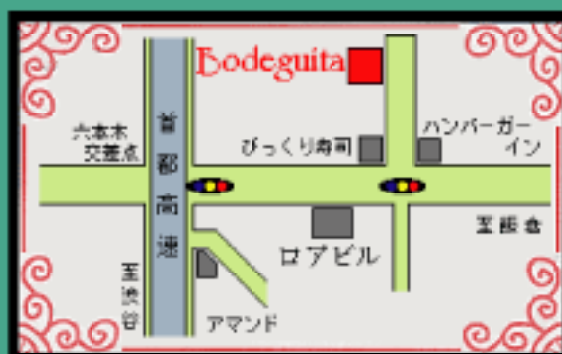 Bodeguita
六本木
交差点
首都高速
びっくり寿司
ハンバーガー
イン
至飯倉
ロアビル
至渋谷
アマンド